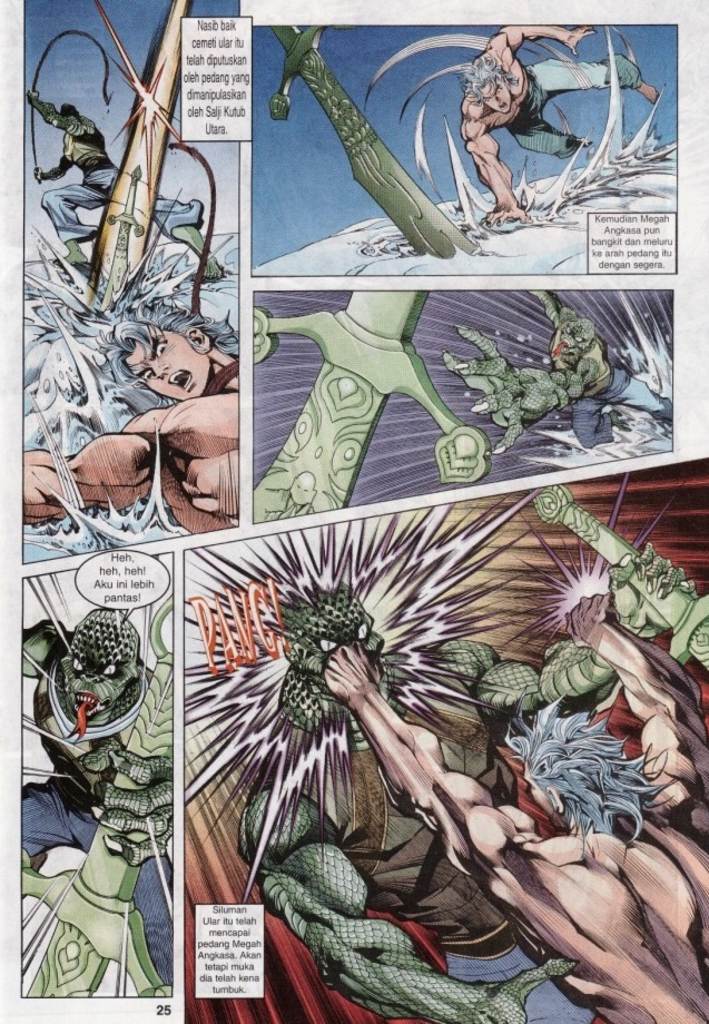 Nasib baik
cemeti ular itu
telah diputuskan
oleh pedang yang
dimanipulasikan
oleh Salji Kutub
Utara.
Kemudian Megah
Angkasa pun
bangkit dan meluru
ke arah pedang itu
dengan segera.
Heh,
heh, heh!
Aku ini lebih
pantas!
PANG!
Siluman
Ular itu telah
mencapai
pedang Megah
Angkasa. Akan
tetapi muka
dia telah kena
tumbuk.
25